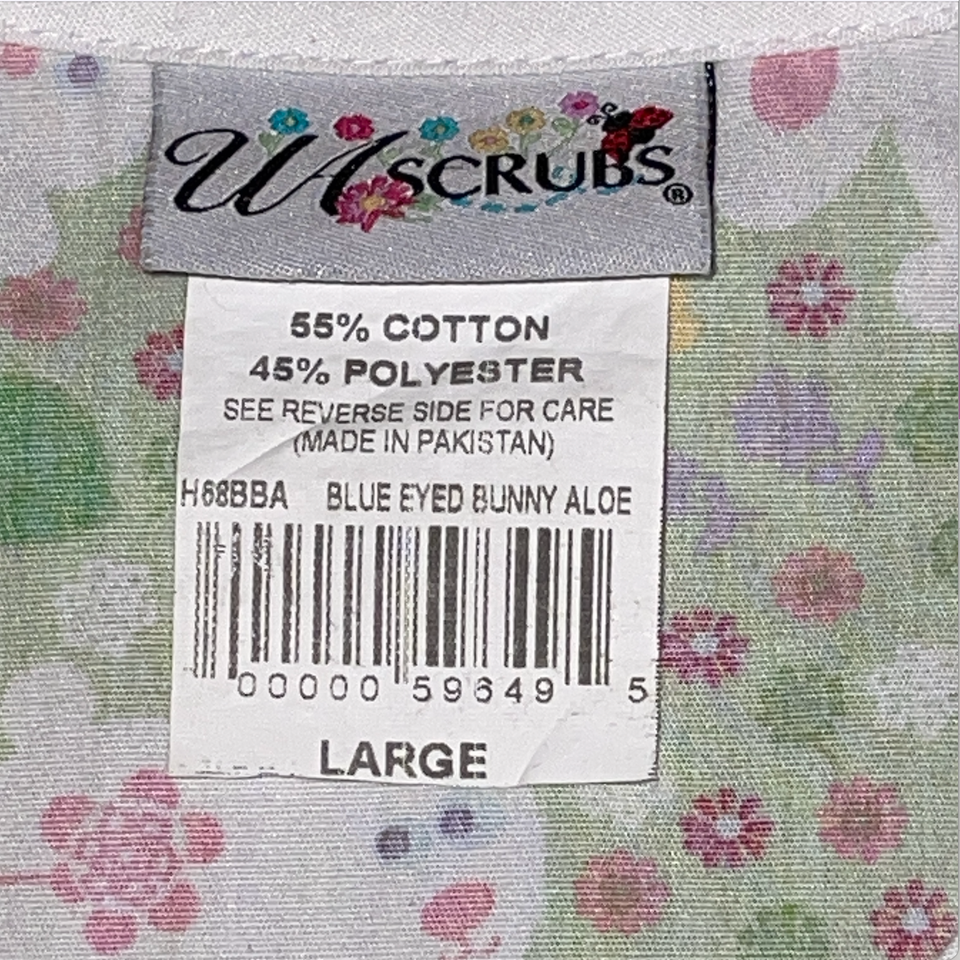 UA SCRUBS®
55% COTTON
45% POLYESTER
SEE REVERSE SIDE FOR CARE
(MADE IN PAKISTAN)
H68BBA BLUE EYED BUNNY ALOE
00000 59649 5
LARGE